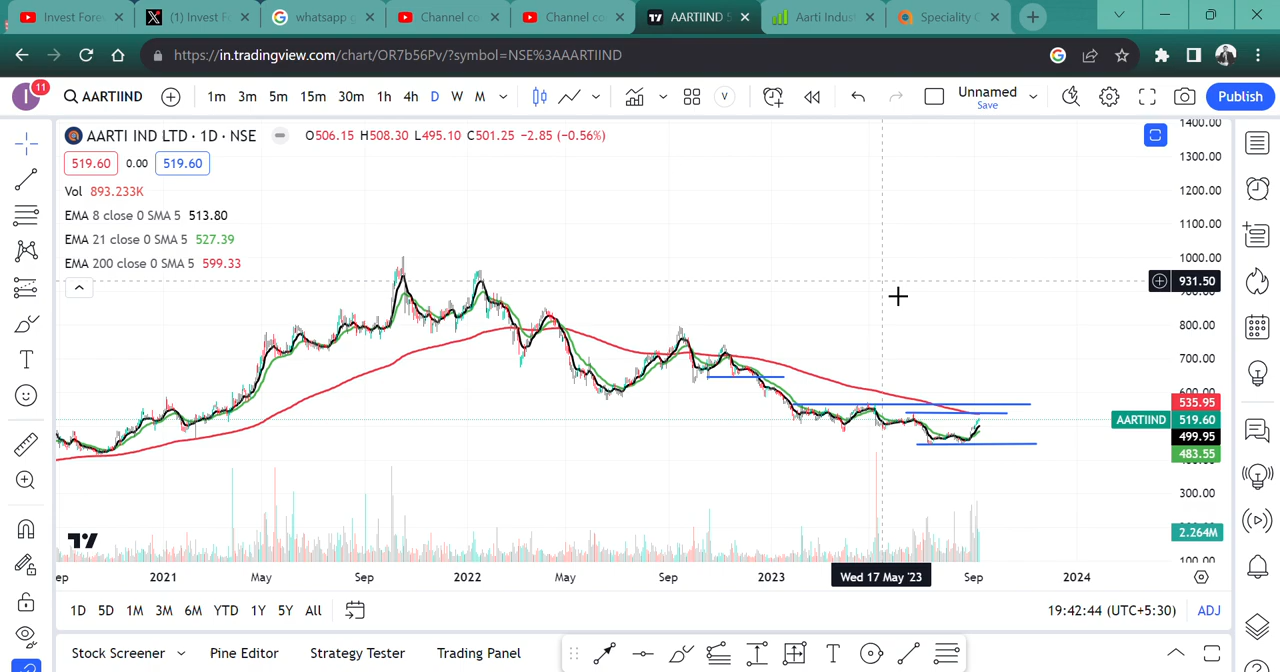 Invest Fore
(1) Invest F
whatsapp g
Channel co
Channel co
AARTIIND 5
Aarti Indust
Speciality C
https://in.tradingview.com/chart/OR7b56Pv/?symbol=NSE%3AAARTIIND
I 11 AARTIIND 1m 3m 5m 15m 30m 1h 4h D W M V Unnamed Save Publish
AARTI IND LTD · 1D · NSE O506.15 H508.30 L495.10 C501.25 −2.85 (−0.56%)
519.60 0.00 519.60
Vol 893.233K
EMA 8 close 0 SMA 5 513.80
EMA 21 close 0 SMA 5 527.39
EMA 200 close 0 SMA 5 599.33
1400.00
1300.00
1200.00
1100.00
1000.00
931.50
800.00
700.00
600.00
535.95
AARTIIND 519.60
499.95
483.55
300.00
2.264M
100.00
ep 2021 May Sep 2022 May Sep 2023 Wed 17 May '23 Sep 2024
1D 5D 1M 3M 6M YTD 1Y 5Y All 19:42:44 (UTC+5:30) ADJ
Stock Screener Pine Editor Strategy Tester Trading Panel T